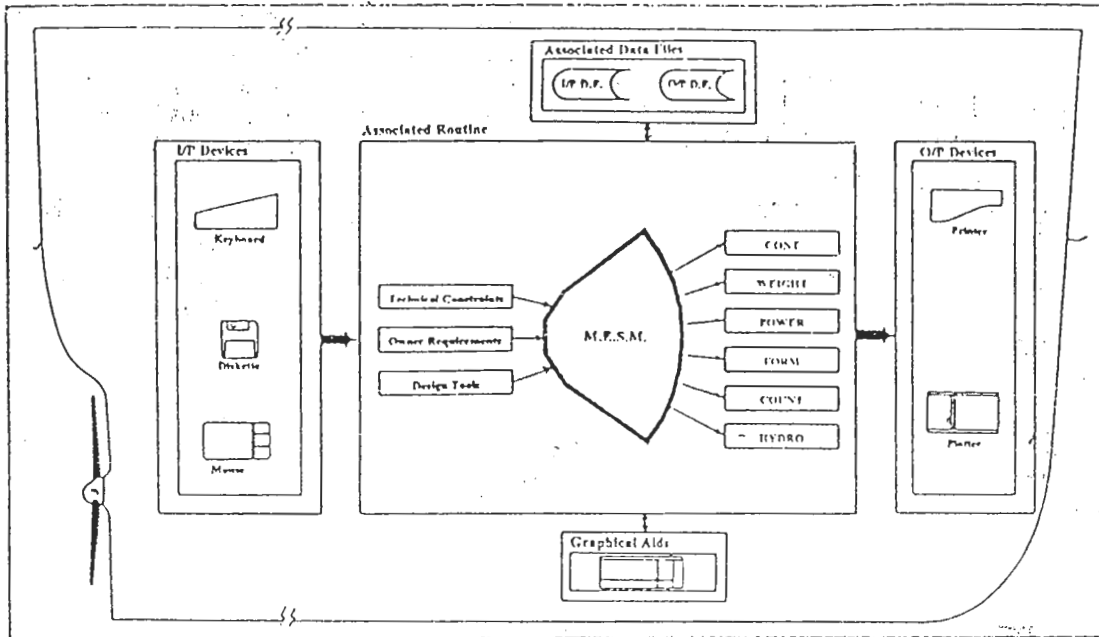 Associated Data Files
I/P D.F.
O/P D.F.
Associated Routine
I/P Devices
Keyboard
Diskette
Mouse
Technical Constraints
Owner Requirements
Design Tools
M.E.S.M.
COST
WEIGHT
POWER
FORM
COUNT
HYDRO
O/P Devices
Printer
Plotter
Graphical Aids